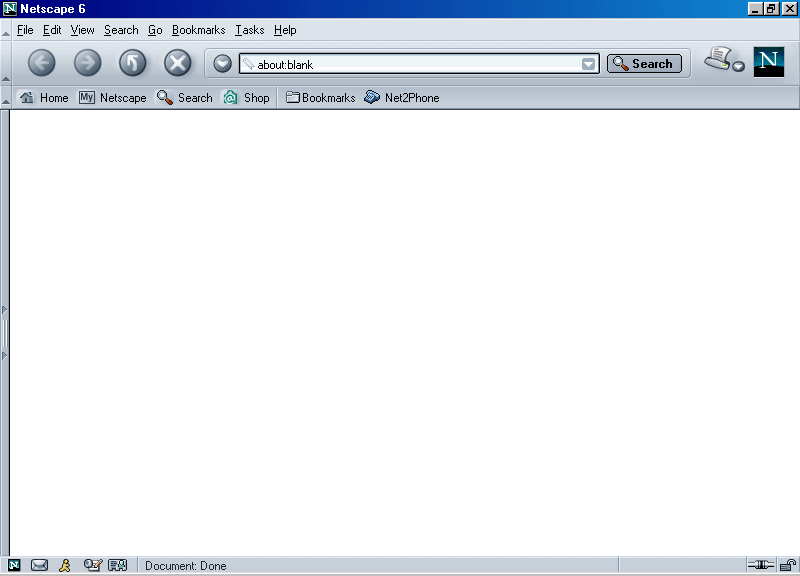 N Netscape 6
File Edit View Search Go Bookmarks Tasks Help
about:blank Search N
Home My Netscape Search Shop Bookmarks Net2Phone
N Document: Done